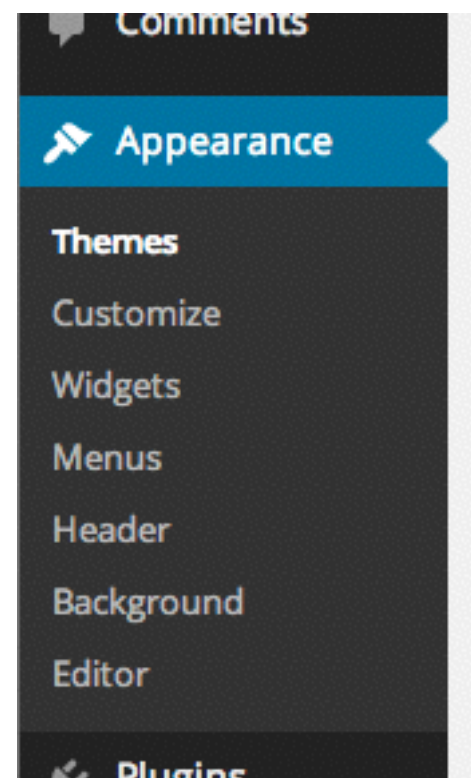 Comments
Appearance
Themes
Customize
Widgets
Menus
Header
Background
Editor
Plugins